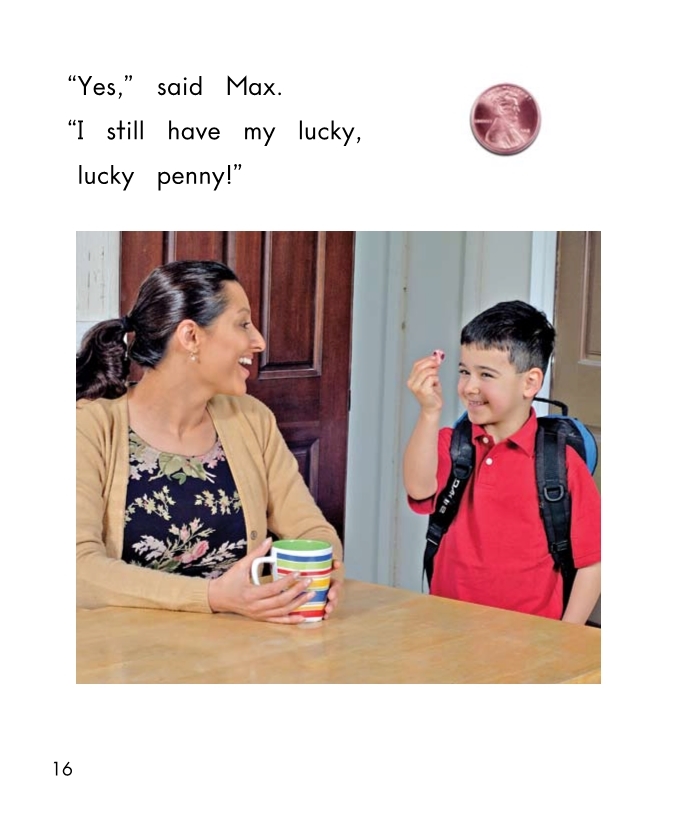 “Yes,” said Max.
“I still have my lucky,
lucky penny!”
16